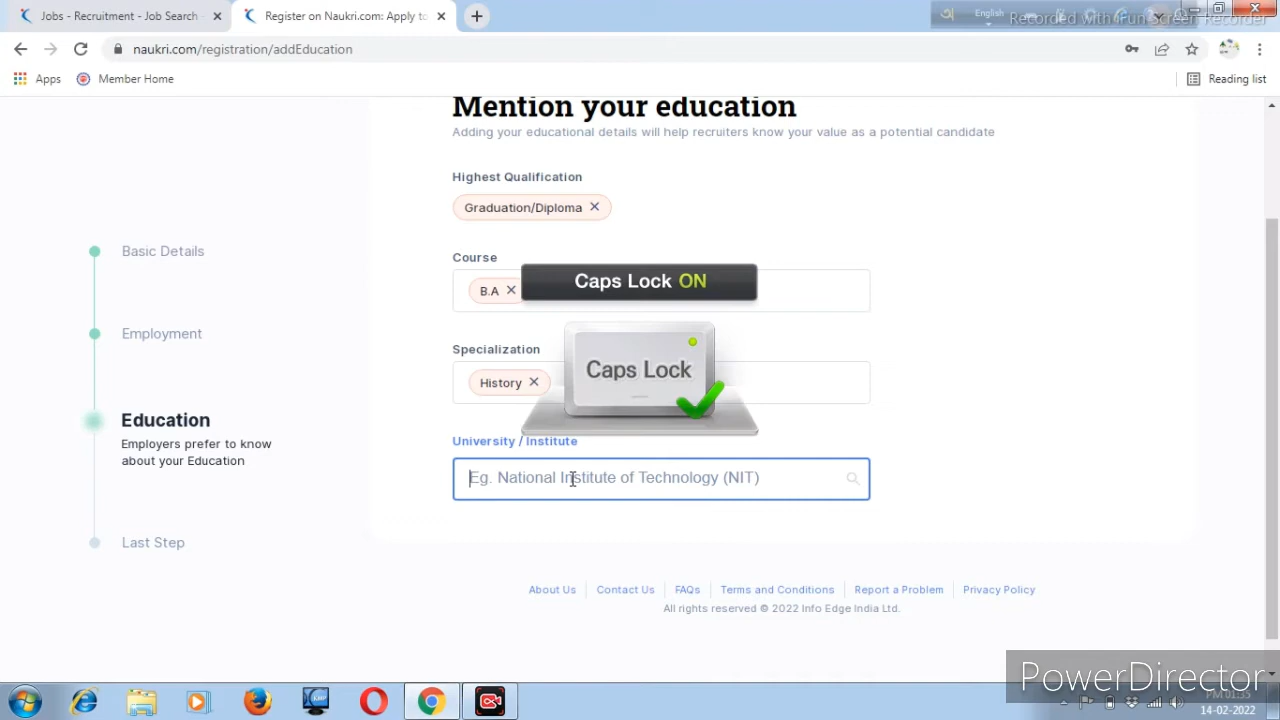 Jobs - Recruitment - Job Search -
Register on Naukri.com: Apply to
English
Recorded with iFun Screen Recorder
naukri.com/registration/addEducation
Apps
Member Home
Reading list
Mention your education
Adding your educational details will help recruiters know your value as a potential candidate
Highest Qualification
Graduation/Diploma
Basic Details
Course
B.A
Caps Lock ON
Employment
Specialization
Caps Lock
History
Education
Employers prefer to know
about your Education
University / Institute
Eg. National Institute of Technology (NIT)
Last Step
About Us
Contact Us
FAQs
Terms and Conditions
Report a Problem
Privacy Policy
All rights reserved © 2022 Info Edge India Ltd.
PowerDirector
PM 01:35
14-02-2022